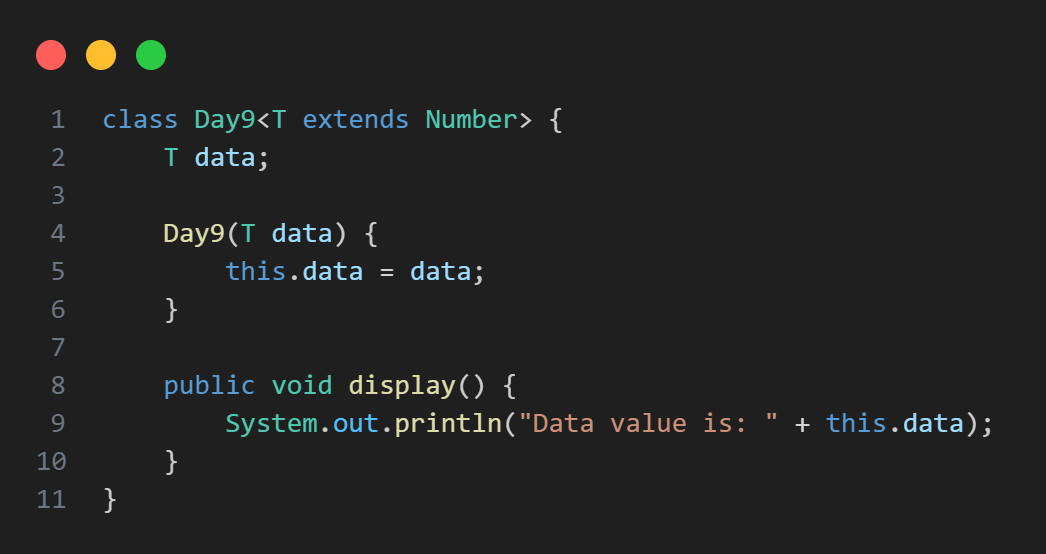 1 class Day9<T extends Number> {
2     T data;
3
4     Day9(T data) {
5         this.data = data;
6     }
7
8     public void display() {
9         System.out.println("Data value is: " + this.data);
10     }
11 }